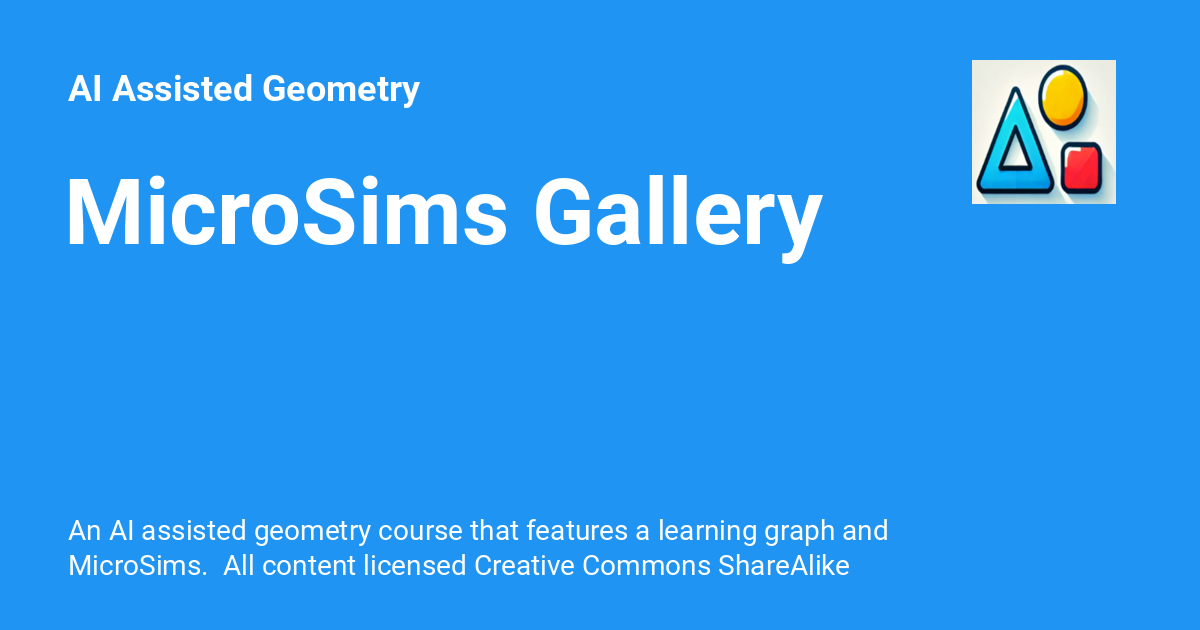 AI Assisted Geometry
MicroSims Gallery
An AI assisted geometry course that features a learning graph and
MicroSims.  All content licensed Creative Commons ShareAlike